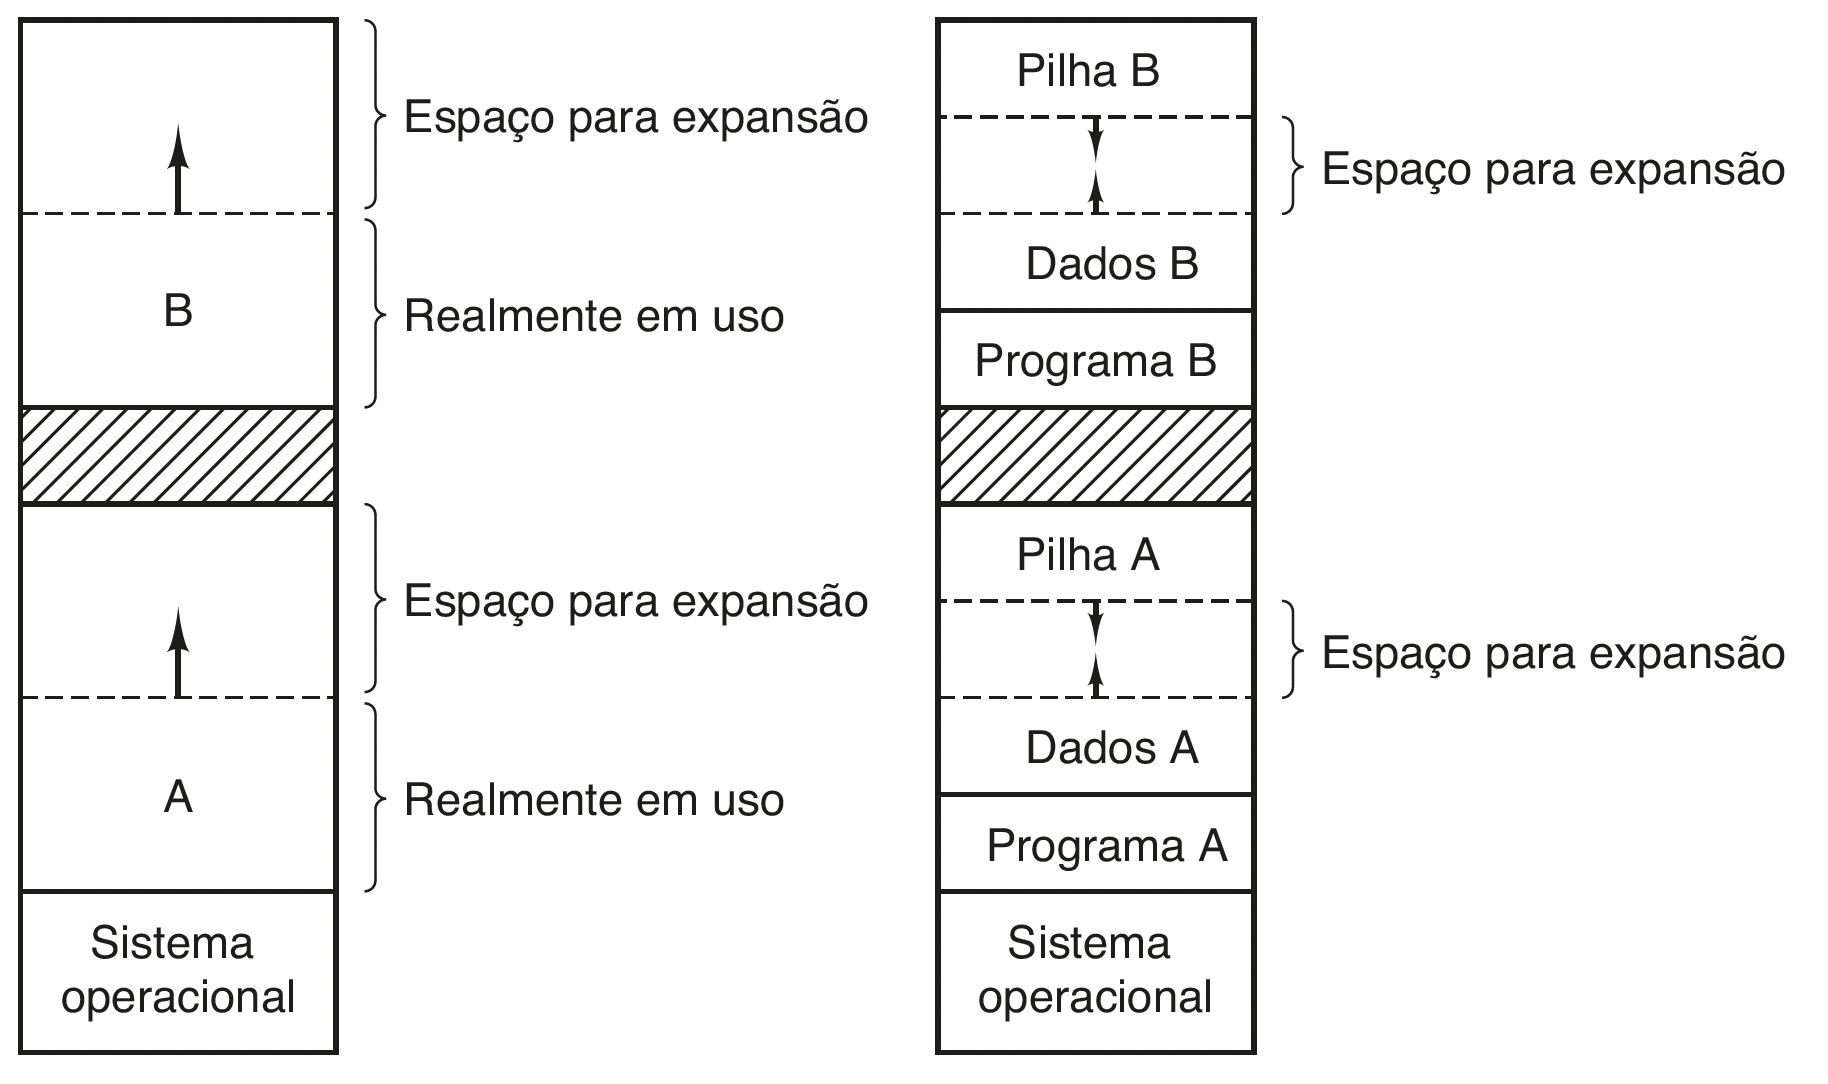 Espaço para expansão
B
Realmente em uso
Espaço para expansão
A
Realmente em uso
Sistema
operacional
Pilha B
Espaço para expansão
Dados B
Programa B
Pilha A
Espaço para expansão
Dados A
Programa A
Sistema
operacional